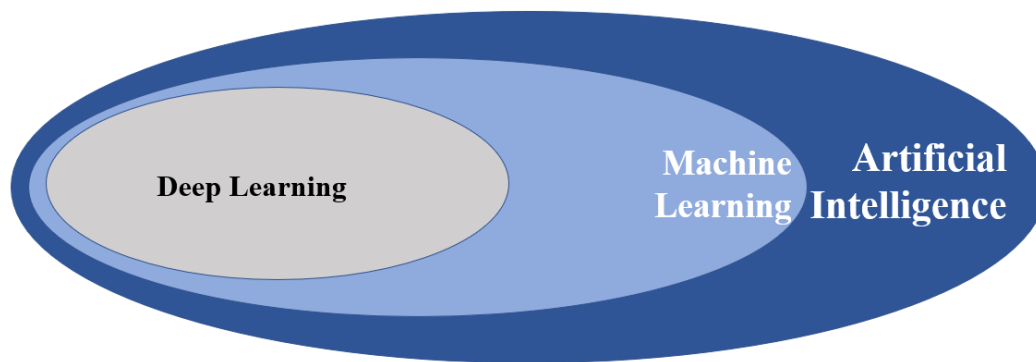 Deep Learning
Machine
Learning
Artificial
Intelligence